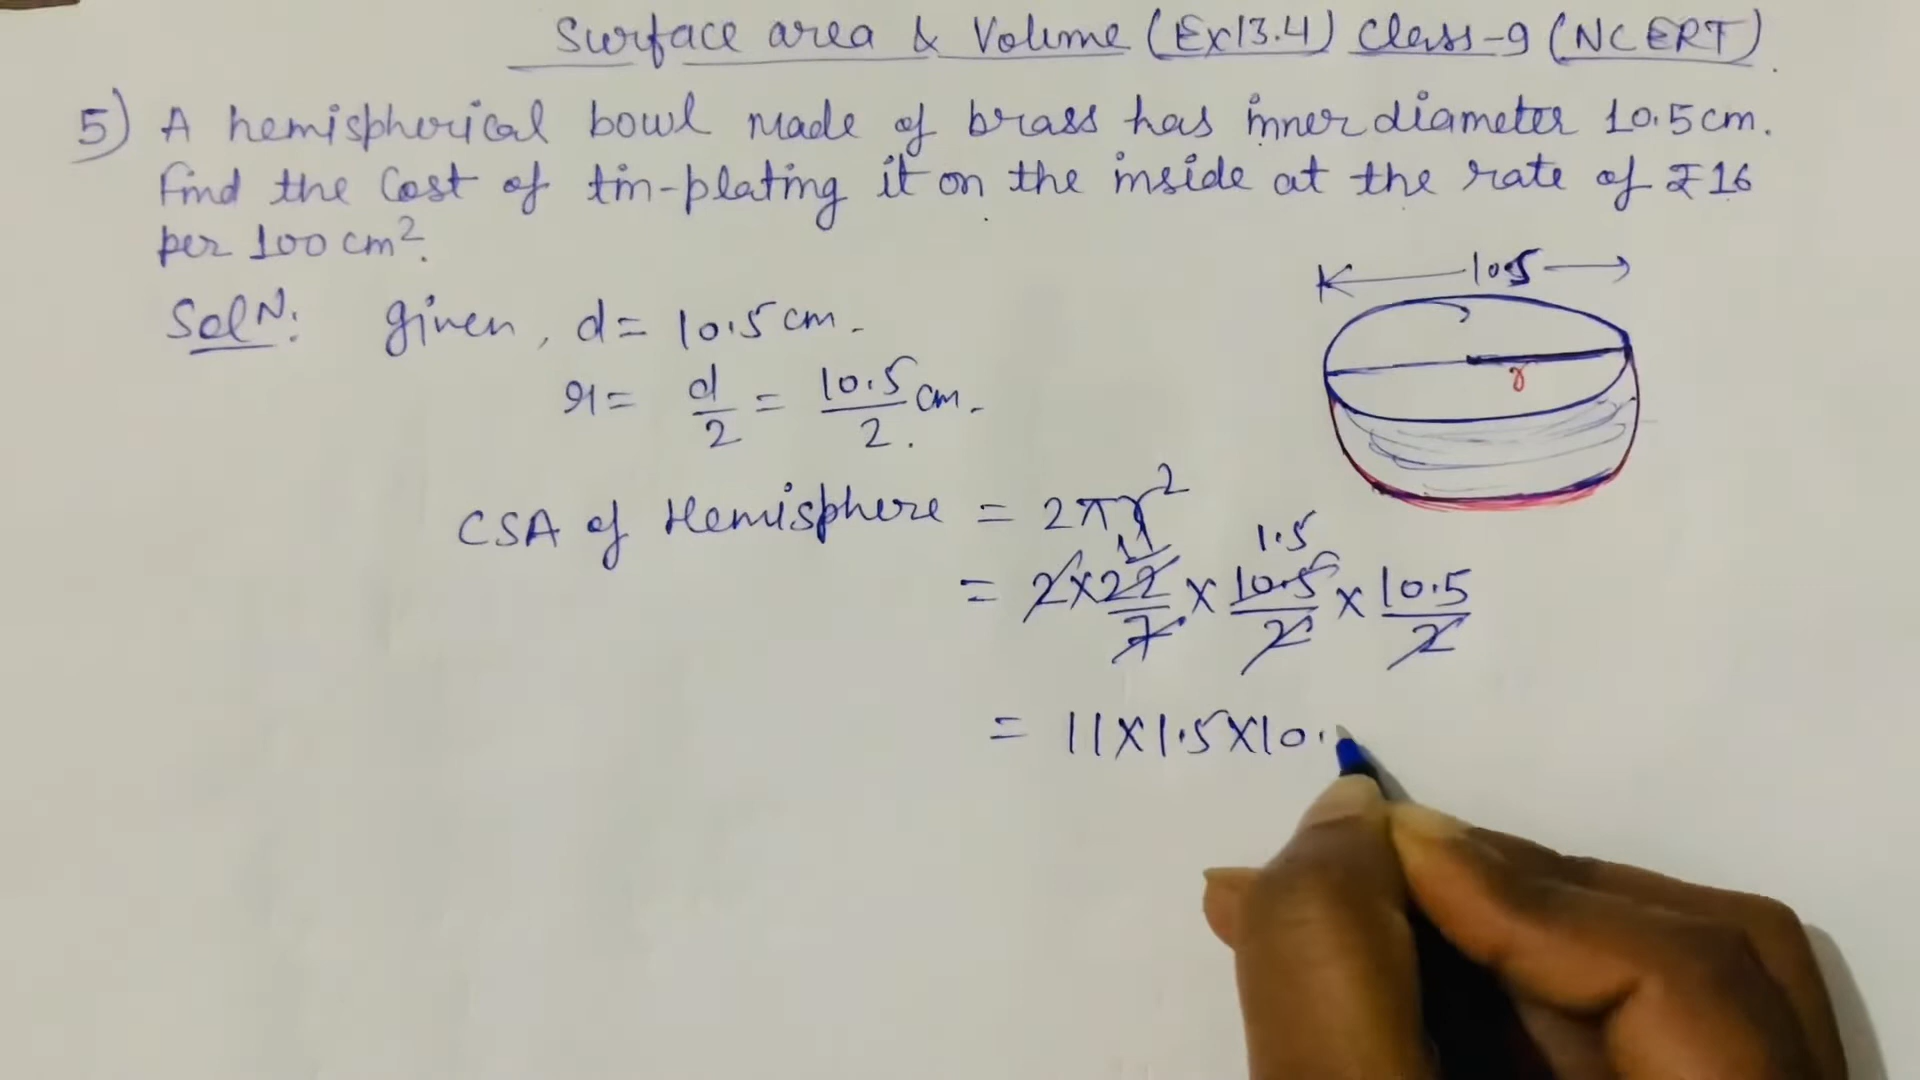 Surface area & Volume (Ex13.4) Class-9 (NCERT)
5) A hemispherical bowl made of brass has inner diameter 10.5cm.
Find the Cost of tin-plating it on the inside at the rate of ₹16
per 100 cm².
SolN: given, d = 10.5 cm.
10.5
r = d/2 = 10.5/2 cm.
r
CSA of Hemisphere = 2πr²
11 1.5
= 2 × 22/7 × 10.5/2 × 10.5/2
= 11×1.5×10.